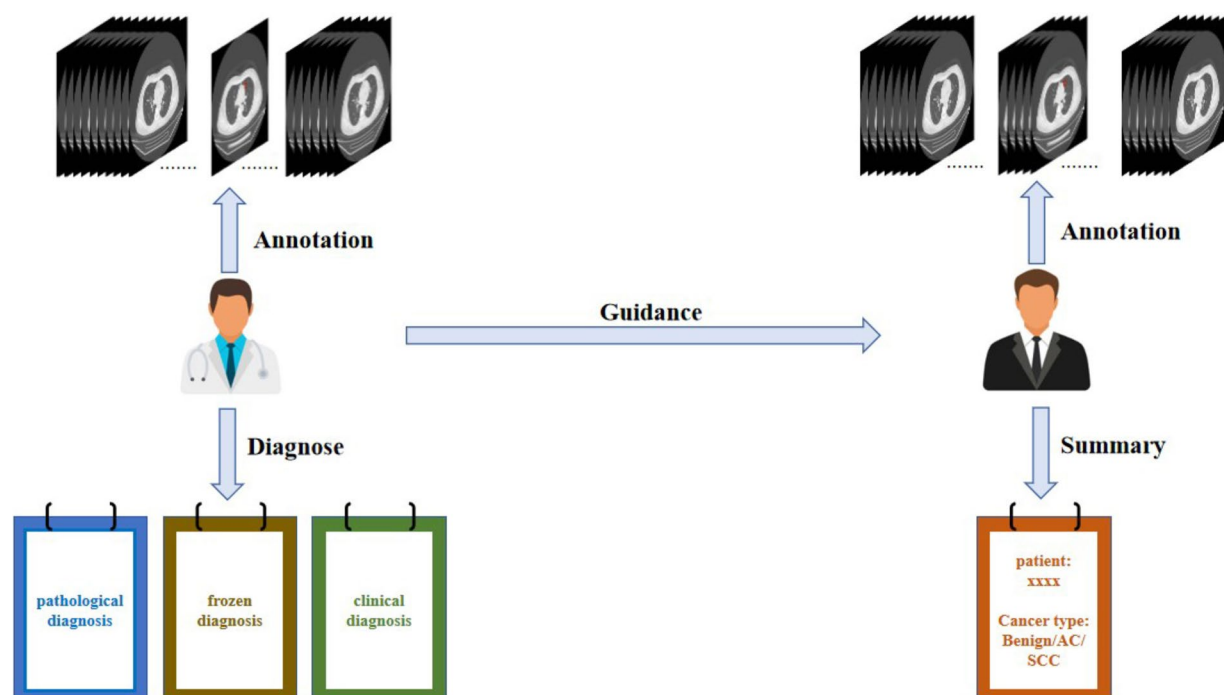 .......
.......
.......
.......
Annotation
Annotation
Guidance
Diagnose
Summary
pathological
diagnosis
frozen
diagnosis
clinical
diagnosis
patient:
xxxx
Cancer type:
Benign/AC/
SCC